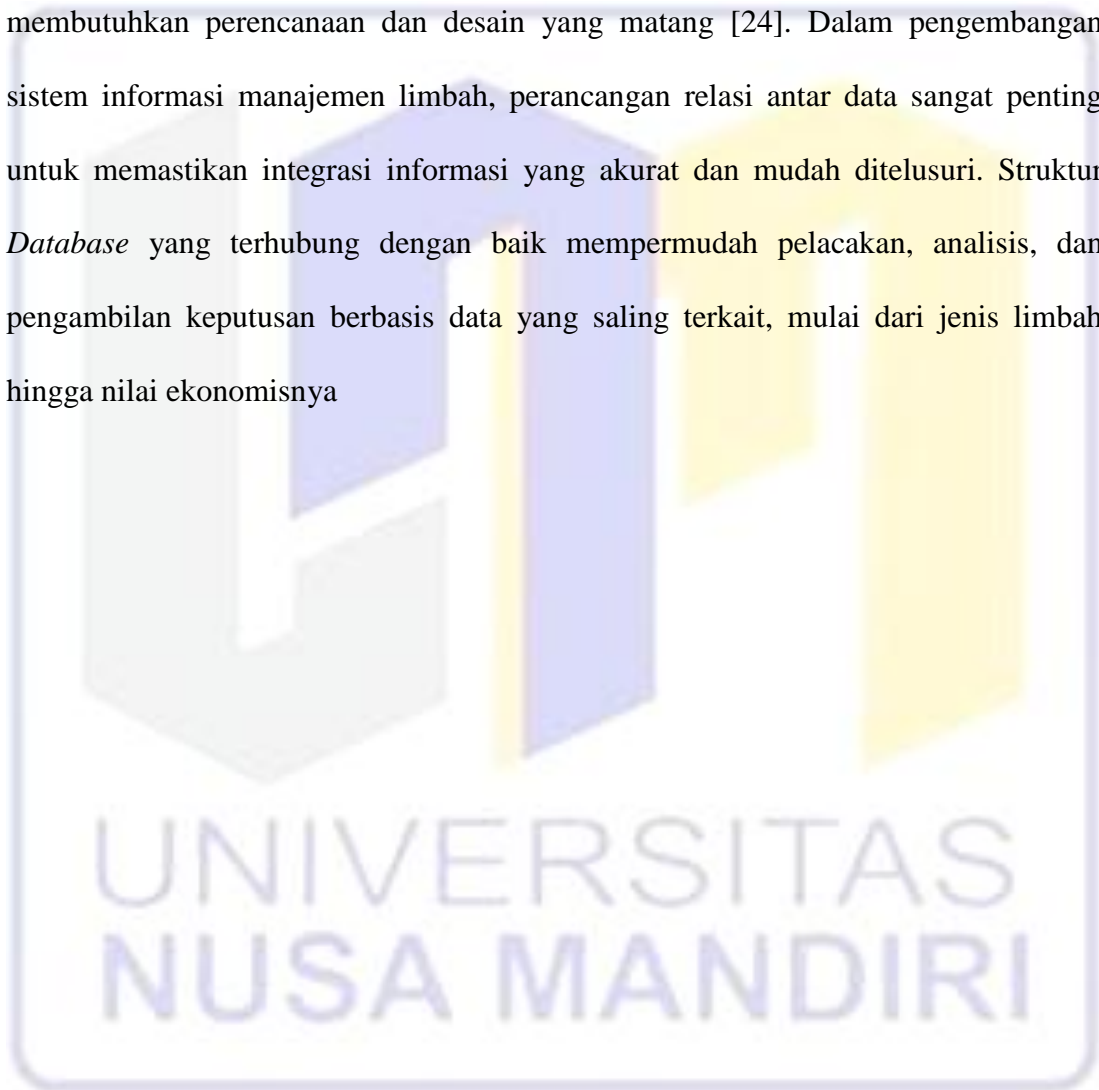 membutuhkan perencanaan dan desain yang matang [24]. Dalam pengembangan
sistem informasi manajemen limbah, perancangan relasi antar data sangat penting
untuk memastikan integrasi informasi yang akurat dan mudah ditelusuri. Struktur
Database yang terhubung dengan baik mempermudah pelacakan, analisis, dan
pengambilan keputusan berbasis data yang saling terkait, mulai dari jenis limbah
hingga nilai ekonomisnya
UNIVERSITAS
NUSA MANDIRI